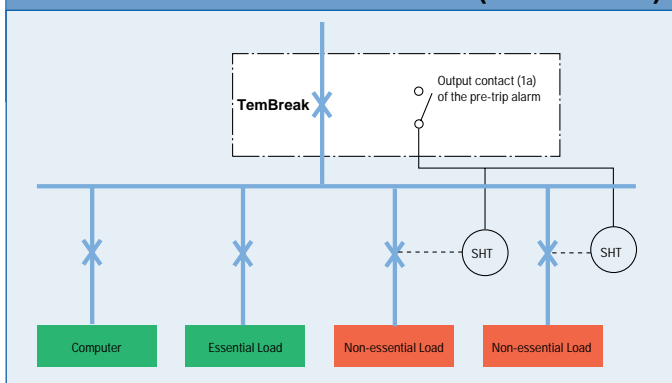 TemBreak
Output contact (1a)
of the pre-trip alarm
SHT
SHT
Computer
Essential Load
Non-essential Load
Non-essential Load